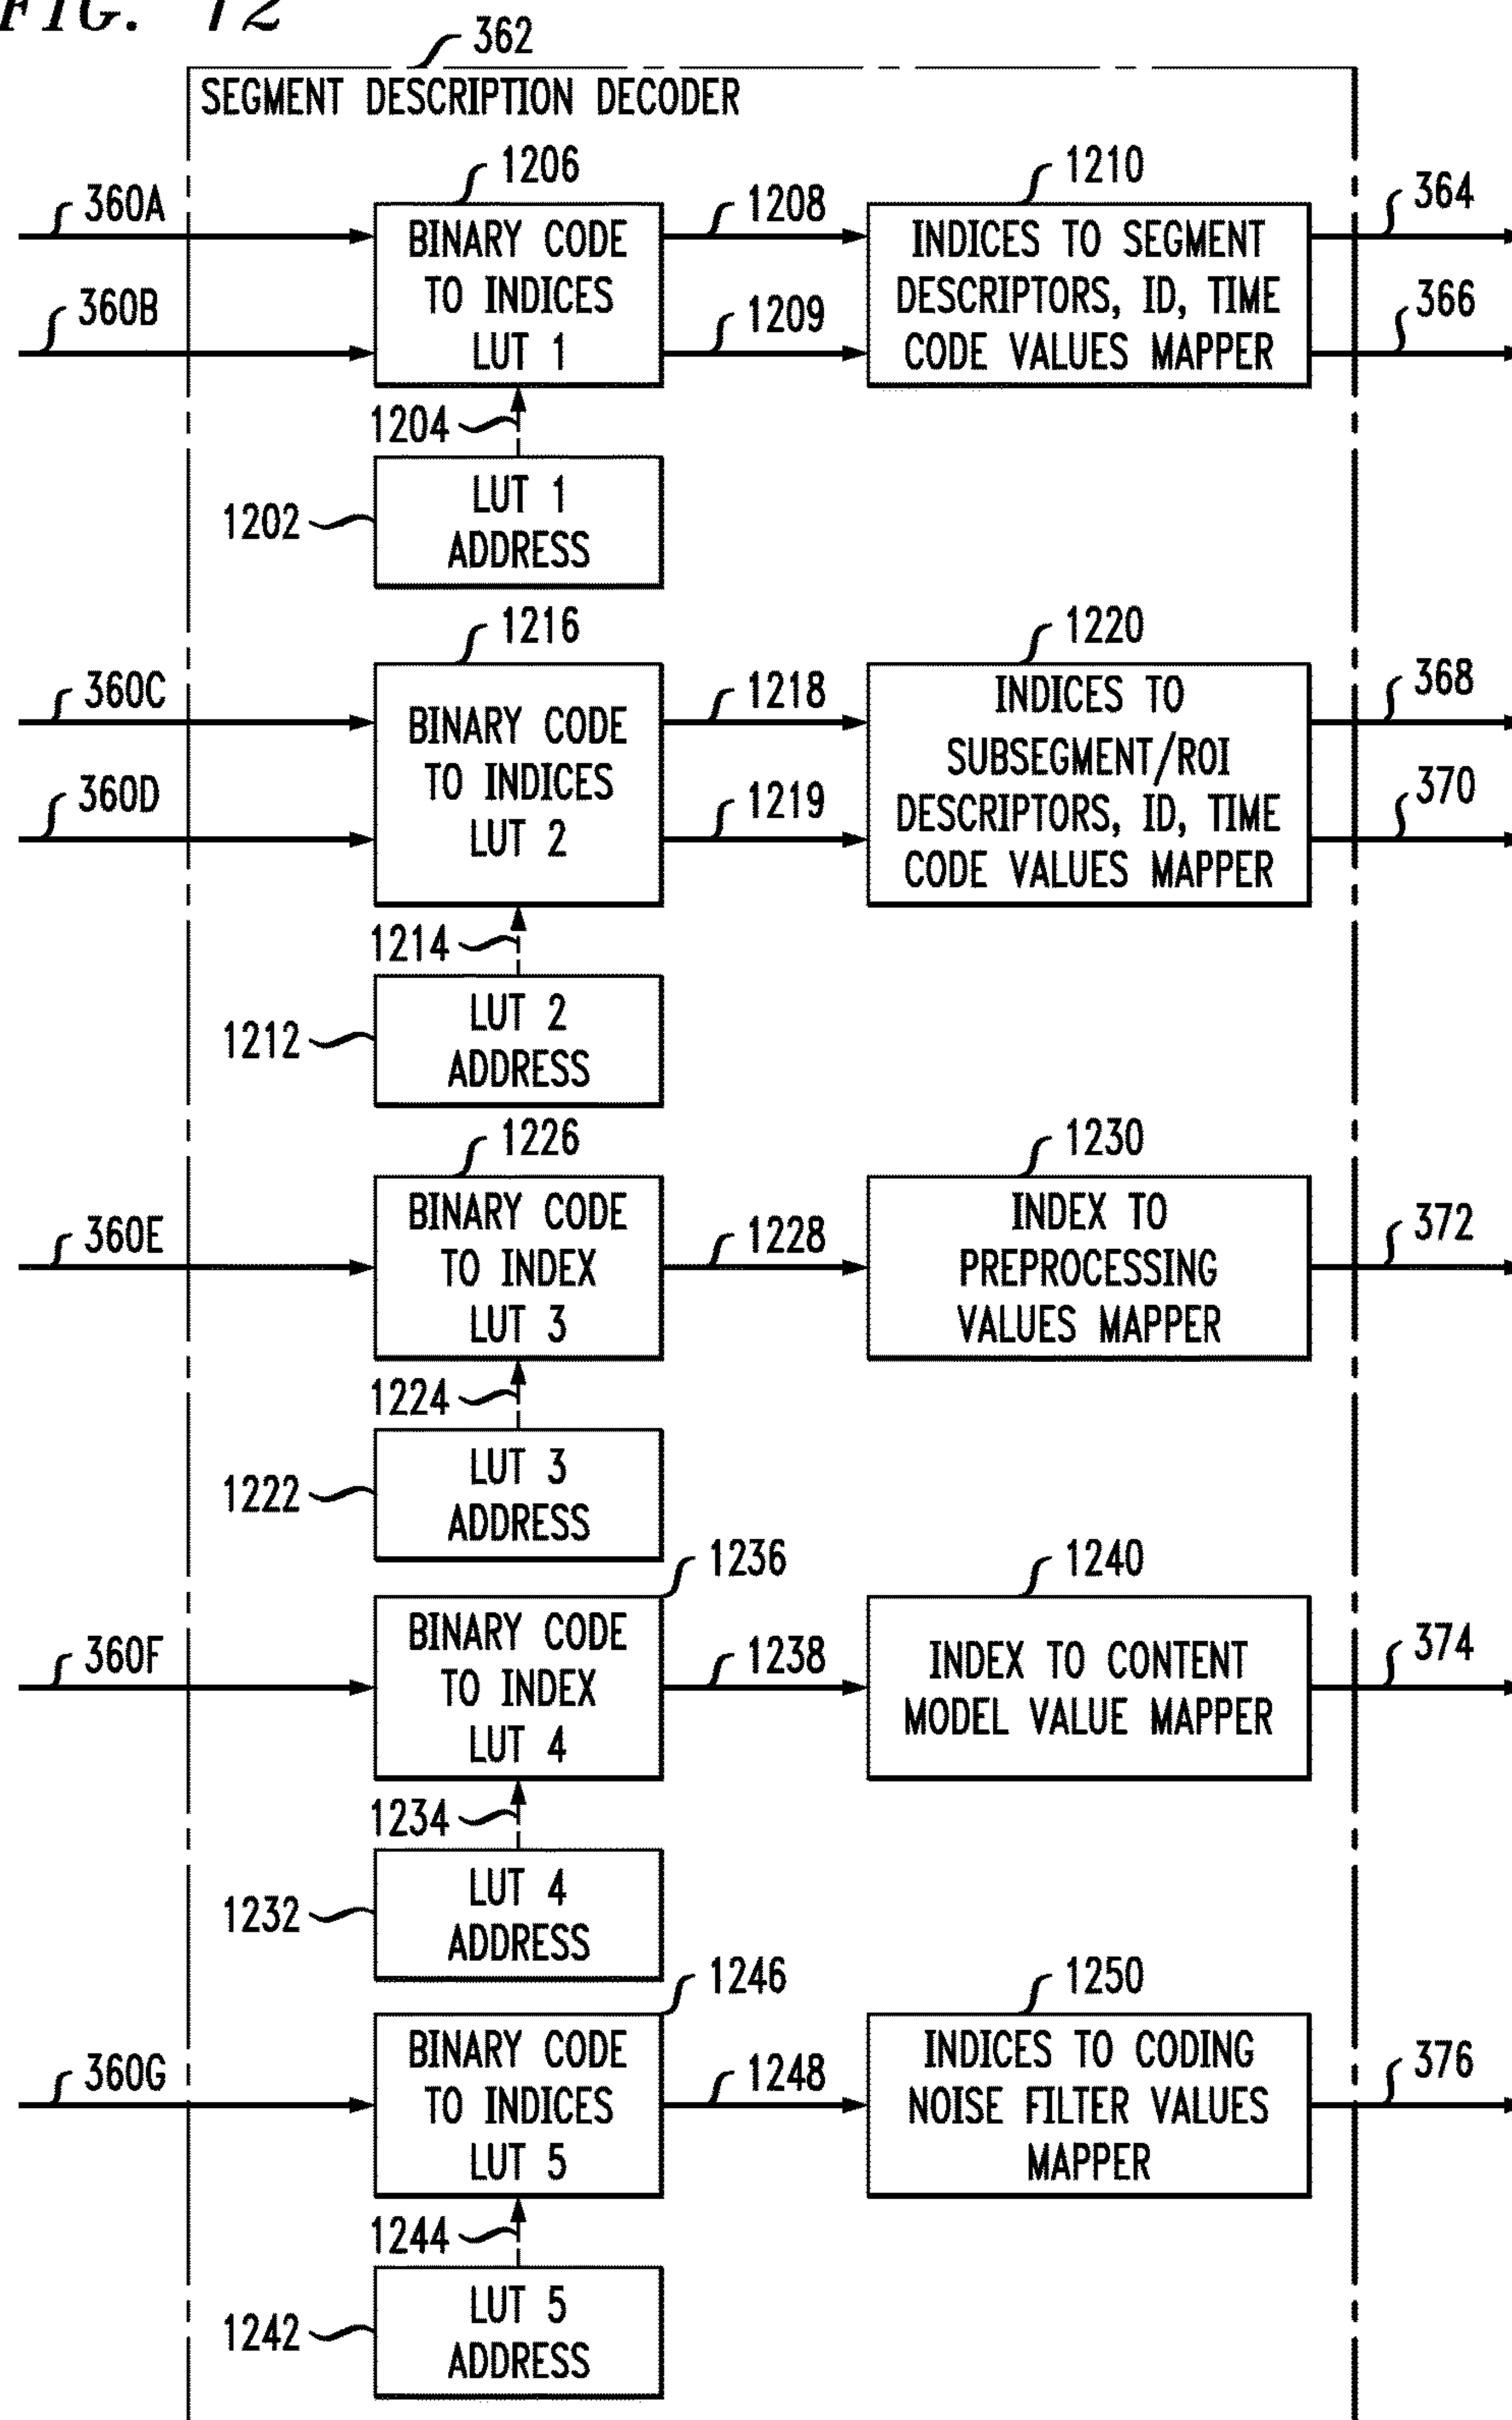 FIG. 12
362
SEGMENT DESCRIPTION DECODER
1206
1210
360A
1208
364
BINARY CODE
TO INDICES
LUT 1
INDICES TO SEGMENT
DESCRIPTORS, ID, TIME
CODE VALUES MAPPER
360B
1209
366
1204
LUT 1
ADDRESS
1202
1216
1220
360C
1218
368
BINARY CODE
TO INDICES
LUT 2
INDICES TO
SUBSEGMENT/ROI
DESCRIPTORS, ID, TIME
CODE VALUES MAPPER
360D
1219
370
1214
LUT 2
ADDRESS
1212
1226
1230
360E
1228
372
BINARY CODE
TO INDEX
LUT 3
INDEX TO
PREPROCESSING
VALUES MAPPER
1224
LUT 3
ADDRESS
1222
1236
1240
360F
1238
374
BINARY CODE
TO INDEX
LUT 4
INDEX TO CONTENT
MODEL VALUE MAPPER
1234
LUT 4
ADDRESS
1232
1246
1250
360G
1248
376
BINARY CODE
TO INDICES
LUT 5
INDICES TO CODING
NOISE FILTER VALUES
MAPPER
1244
LUT 5
ADDRESS
1242